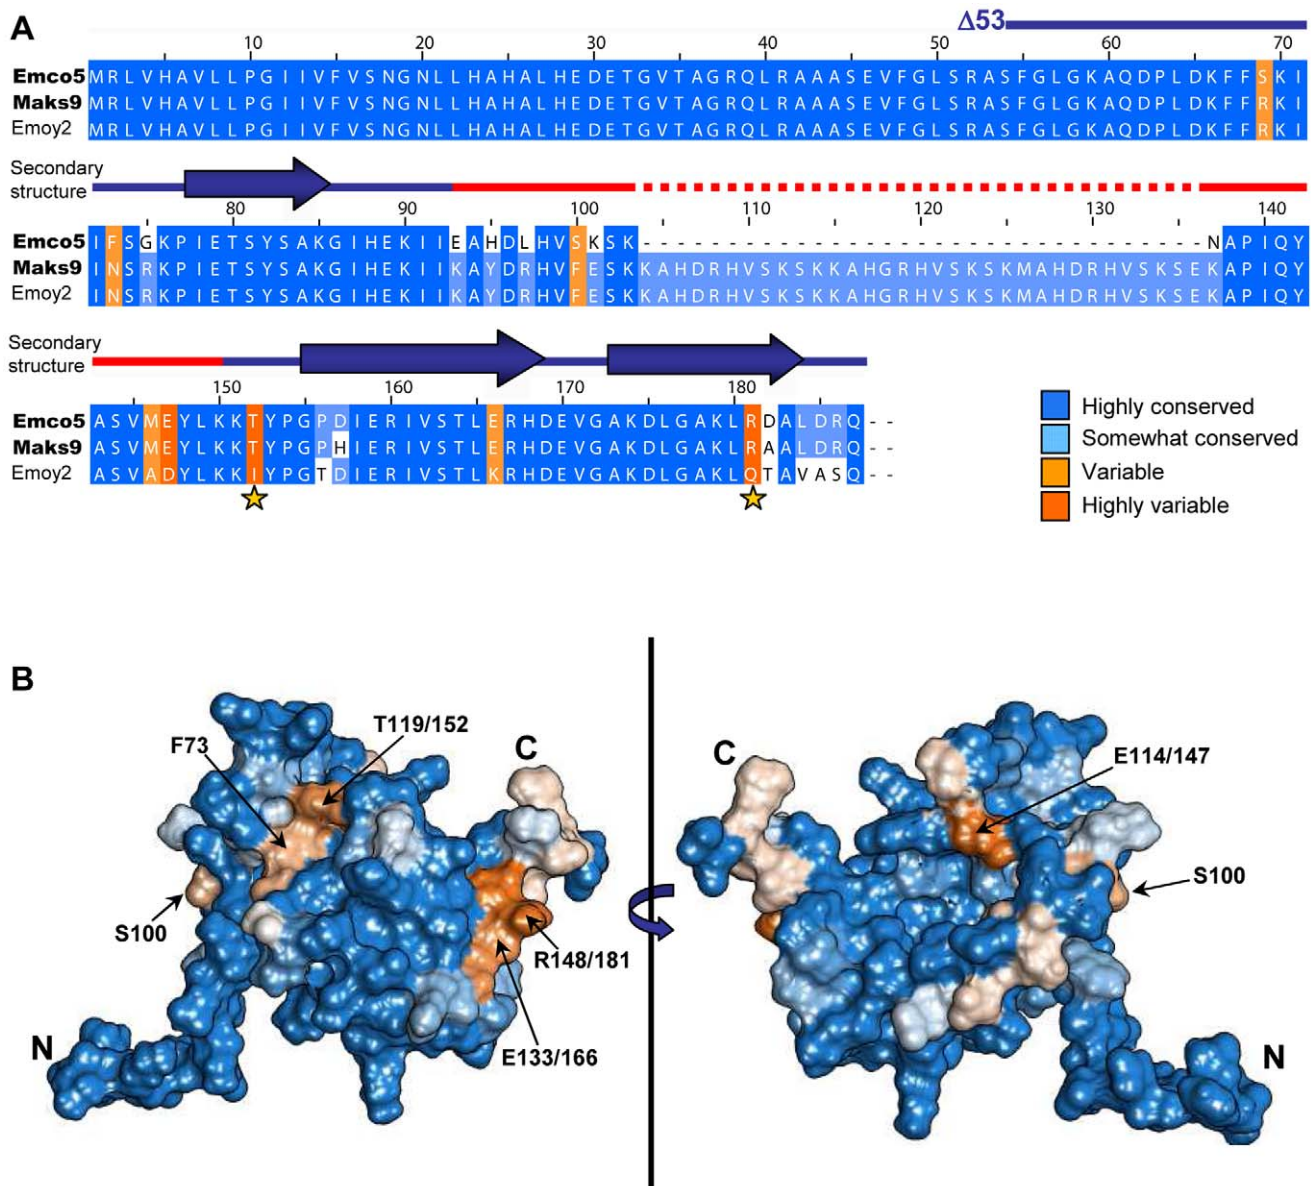 A
Δ53
10 20 30 40 50 60 70
Emco5 MRLVHAVLLPGIIVFVSNGNLLHAHALHEDETGVTAGRQLRAAASEVFGLSRASFGLGKAQDPLDKFFSKI
Maks9 MRLVHAVLLPGIIVFVSNGNLLHAHALHEDETGVTAGRQLRAAASEVFGLSRASFGLGKAQDPLDKFFRKI
Emoy2 MRLVHAVLLPGIIVFVSNGNLLHAHALHEDETGVTAGRQLRAAASEVFGLSRASFGLGKAQDPLDKFFRKI
Secondary
structure
80 90 100 110 120 130 140
Emco5 IFSGKPIETSYSAKGIHEKIIEAHDLHVSKSK---------------------------------NAPIQY
Maks9 INSRKPIETSYSAKGIHEKIIKAYDRHVFESKKAHDRHVSKSKKAHGRHVSKSKMAHDRHVSKSEKAPIQY
Emoy2 INSRKPIETSYSAKGIHEKIIKAYDRHVFESKKAHDRHVSKSKKAHGRHVSKSKMAHDRHVSKSEKAPIQY
Secondary
structure
150 160 170 180
Emco5 ASVMEYLKKTYPGPDIERIVSTLERHDEVGAKDLGAKLRDALDRQ--
Maks9 ASVMEYLKKTYPGPHIERIVSTLERHDEVGAKDLGAKLRAALDRQ--
Emoy2 ASVADYLKKIYPGTDIERIVSTLKRHDEVGAKDLGAKLQTAVASQ--
Highly conserved
Somewhat conserved
Variable
Highly variable
B
F73
T119/152
C
S100
R148/181
E133/166
N
C
E114/147
S100
N